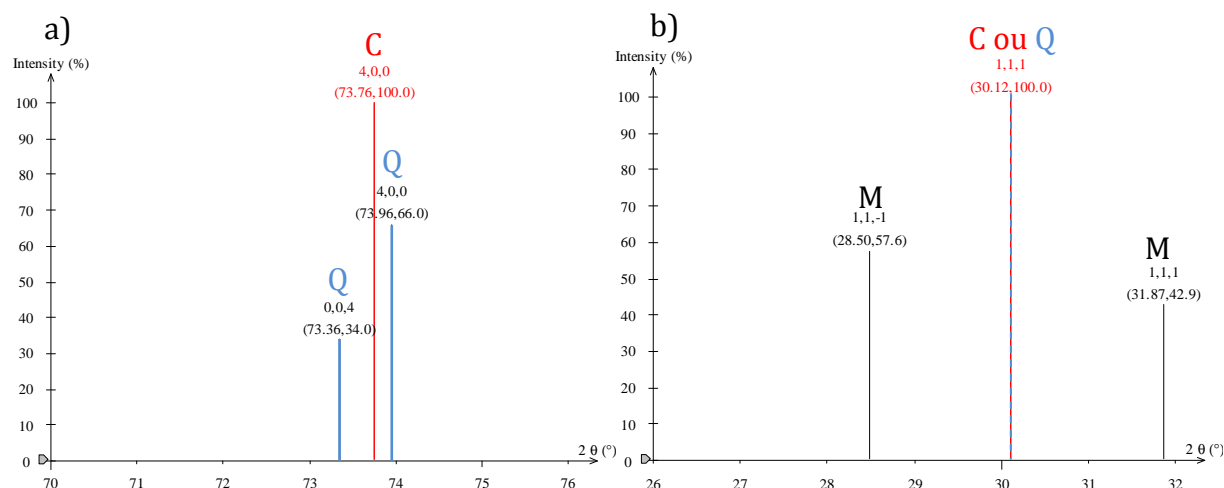 a)
Intensity (%)
C
4,0,0
(73.76,100.0)
Q
4,0,0
(73.96,66.0)
Q
0,0,4
(73.36,34.0)
100
90
80
70
60
50
40
30
20
10
0
2 θ (°)
70 71 72 73 74 75 76
b)
Intensity (%)
C ou Q
1,1,1
(30.12,100.0)
M
1,1,-1
(28.50,57.6)
M
1,1,1
(31.87,42.9)
100
90
80
70
60
50
40
30
20
10
0
2 θ (°)
26 27 28 29 30 31 32